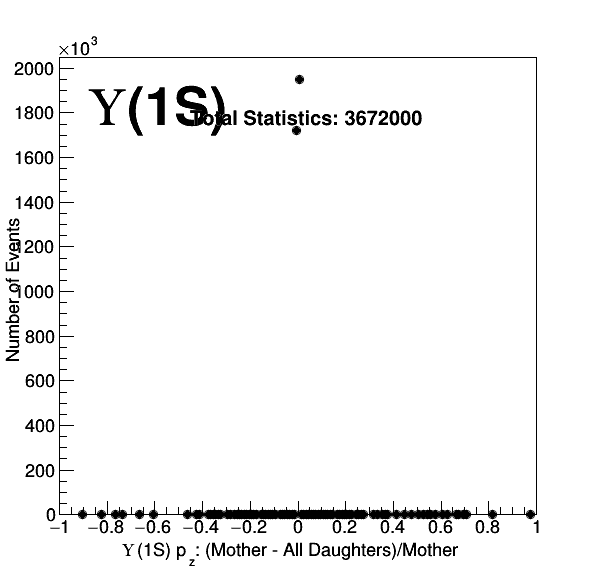 ×10³
2000
1800
1600
1400
1200
1000
800
600
400
200
0
Number of Events
ϒ(1S)
Total Statistics: 3672000
−1 −0.8 −0.6 −0.4 −0.2 0 0.2 0.4 0.6 0.8 1
ϒ(1S) p_z: (Mother - All Daughters)/Mother